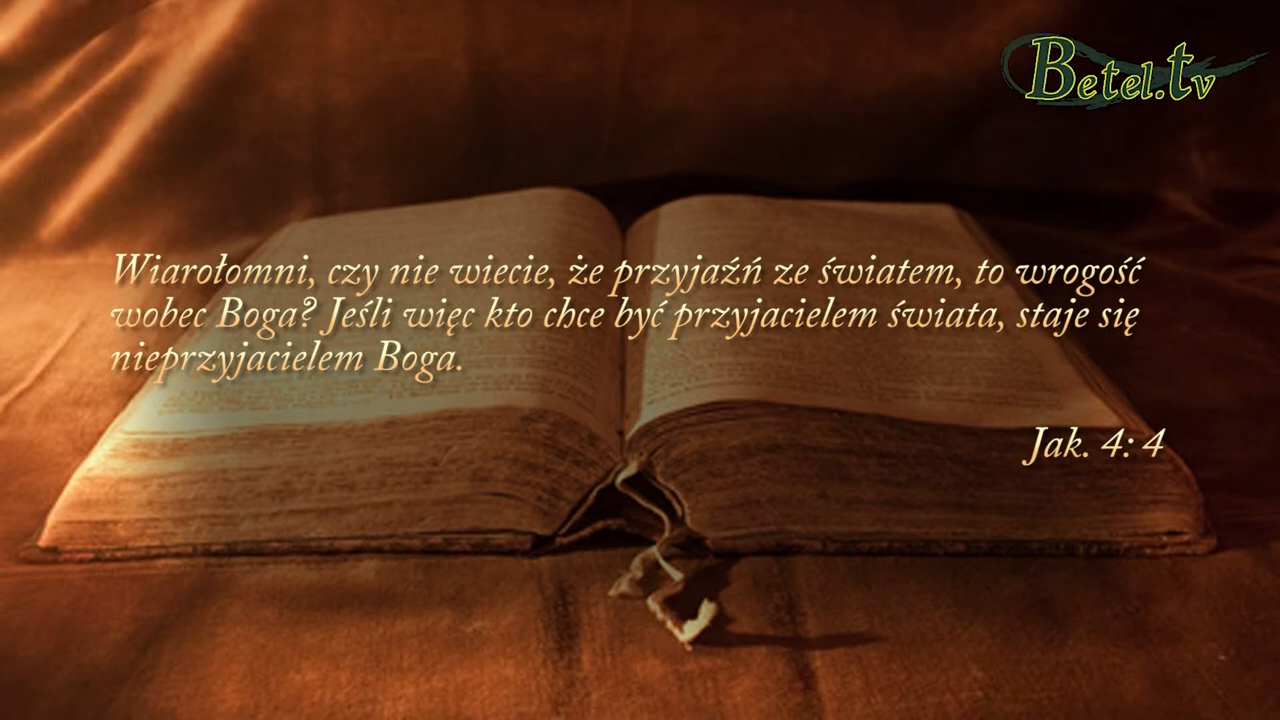 Betel.tv
Wiarołomni, czy nie wiecie, że przyjaźń ze światem, to wrogość
wobec Boga? Jeśli więc kto chce być przyjacielem świata, staje się
nieprzyjacielem Boga.
Jak. 4: 4